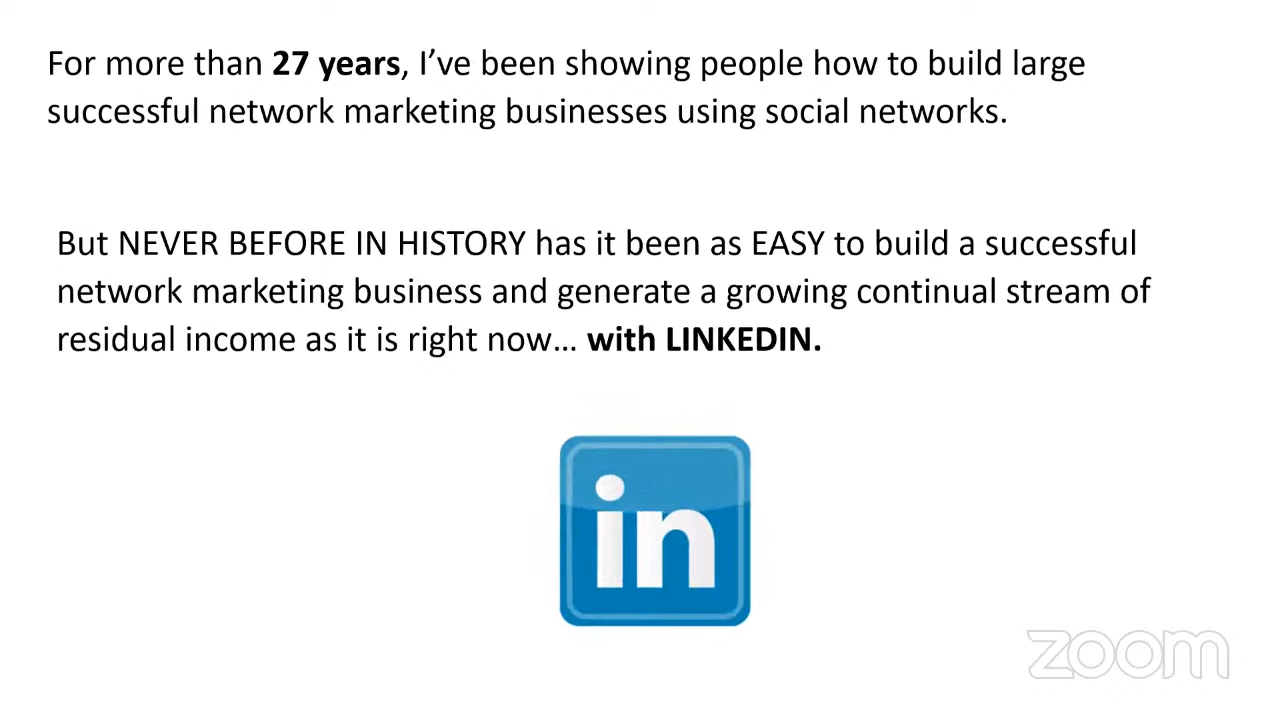 For more than 27 years, I’ve been showing people how to build large
successful network marketing businesses using social networks.
But NEVER BEFORE IN HISTORY has it been as EASY to build a successful
network marketing business and generate a growing continual stream of
residual income as it is right now... with LINKEDIN.
in
zoom